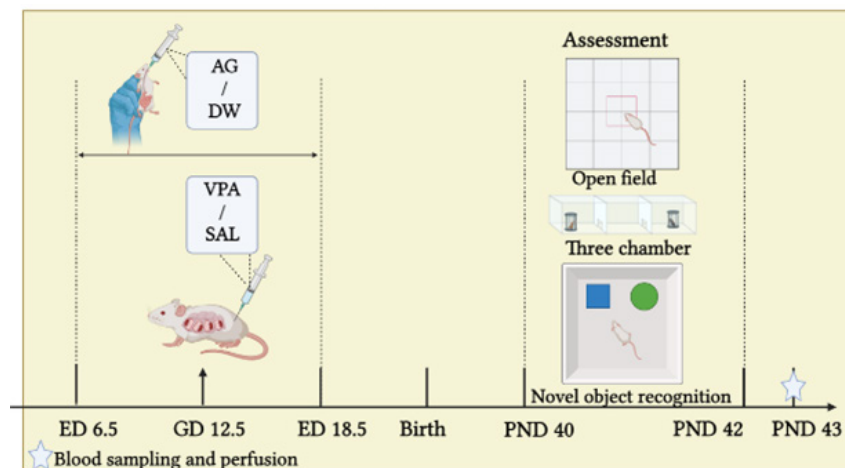 AG
/
DW
Assessment
Open field
VPA
/
SAL
Three chamber
Novel object recognition
ED 6.5
GD 12.5
ED 18.5
Birth
PND 40
PND 42
PND 43
Blood sampling and perfusion